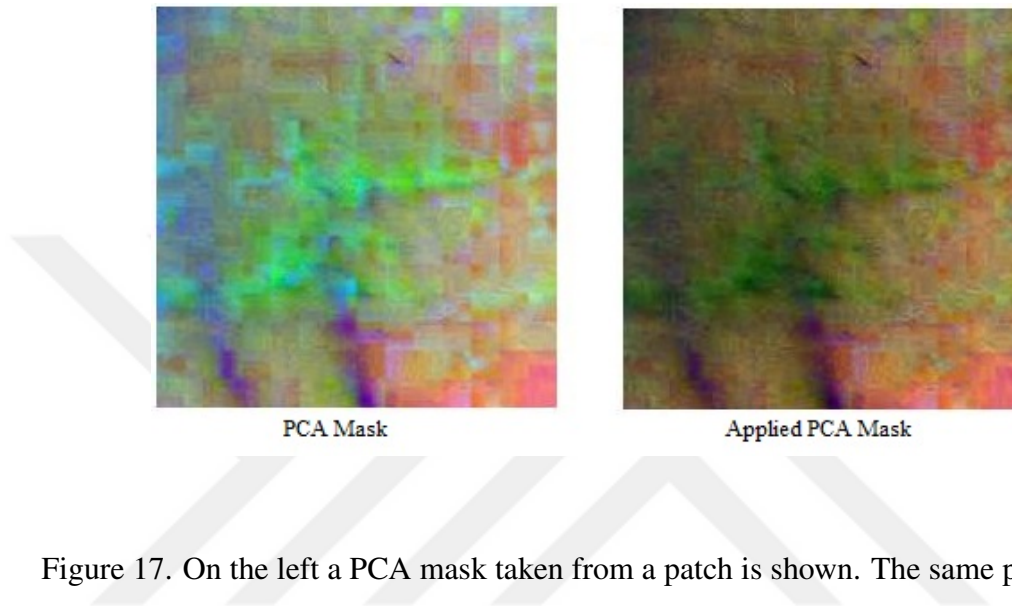 PCA Mask
Applied PCA Mask
Figure 17. On the left a PCA mask taken from a patch is shown. The same p